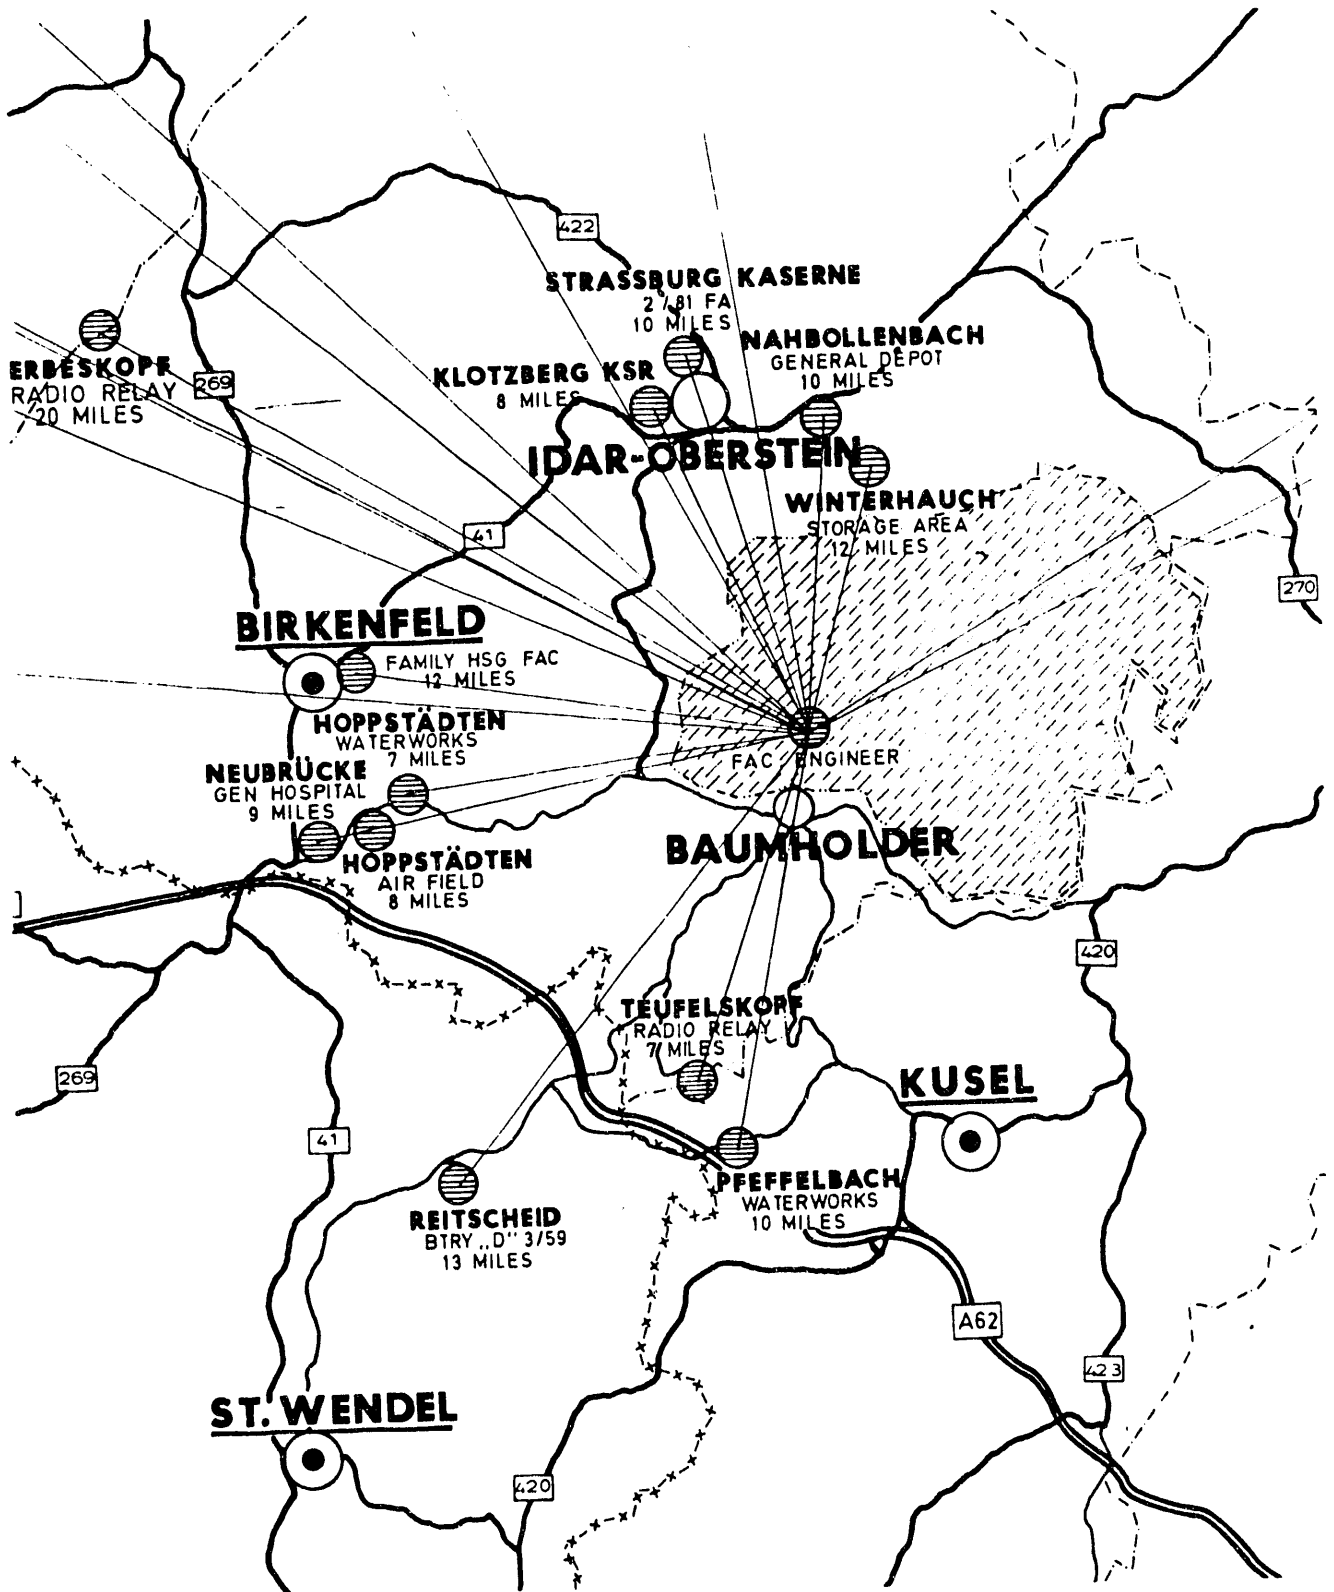 422
STRASSBURG KASERNE
2°/81 FA
10 MILES
NAHBOLLENBACH
GENERAL DEPOT
10 MILES
ERBESKOPF
RADIO RELAY
20 MILES
269
KLOTZBERG KSR
8 MILES
IDAR-OBERSTEIN
WINTERHAUCH
STORAGE AREA
12 MILES
41
270
BIRKENFELD
FAMILY HSG FAC
12 MILES
HOPPSTÄDTEN
WATERWORKS
7 MILES
FAC ENGINEER
NEUBRÜCKE
GEN HOSPITAL
9 MILES
BAUMHOLDER
HOPPSTÄDTEN
AIR FIELD
8 MILES
420
TEUFELSKOPF
RADIO RELAY
7 MILES
269
KUSEL
41
PFEFFELBACH
WATERWORKS
10 MILES
REITSCHEID
BTRY „D" 3/59
13 MILES
A62
423
ST. WENDEL
420